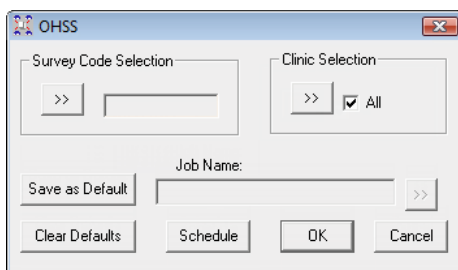 OHSS
Survey Code Selection
>>
Clinic Selection
>> All
Job Name:
Save as Default
>>
Clear Defaults Schedule OK Cancel